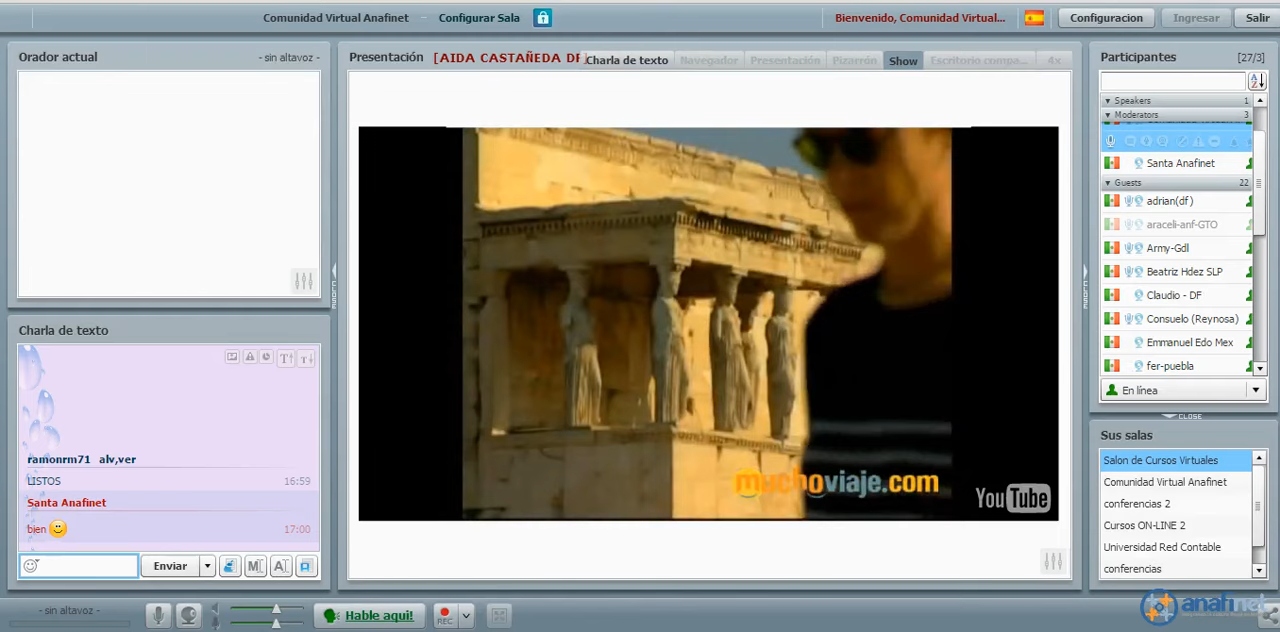 Comunidad Virtual Anafinet
Configurar Sala
Bienvenido, Comunidad Virtual...
Configuracion
Ingresar
Salir
Orador actual
- sin altavoz -
Presentación
[AIDA CASTAÑEDA DF
Charla de texto
Navegador
Presentación
Pizarrón
Show
Escritorio compa...
4x
Participantes
[27/3]
Speakers 1
Moderators 3
Santa Anafinet
Guests 22
adrian(df)
araceli-anf-GTO
Army-Gdl
Beatriz Hdez SLP
Claudio - DF
Consuelo (Reynosa)
Emmanuel Edo Mex
fer-puebla
En línea
CLOSE
Charla de texto
ramonrm71 alv,ver
LISTOS 16:59
Santa Anafinet
bien 17:00
Enviar
muchoviaje.com
YouTube
Sus salas
Salon de Cursos Virtuales
Comunidad Virtual Anafinet
conferencias 2
Cursos ON-LINE 2
Universidad Red Contable
conferencias
- sin altavoz -
Hable aqui!
REC
anafinet